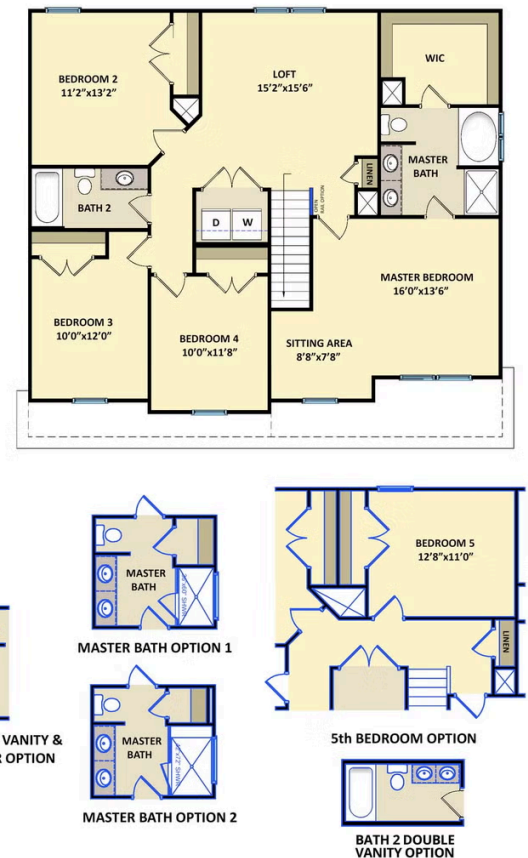 BEDROOM 2
11'2"x13'2"
LOFT
15'2"x15'6"
WIC
MASTER
BATH
LINEN
BATH 2
D W
OPEN
RAIL OPTION
MASTER BEDROOM
16'0"x13'6"
BEDROOM 3
10'0"x12'0"
BEDROOM 4
10'0"x11'8"
SITTING AREA
8'8"x7'8"
MASTER
BATH
MASTER BATH OPTION 1
BEDROOM 5
12'8"x11'0"
LINEN
5th BEDROOM OPTION
VANITY &
OPTION
MASTER
BATH
MASTER BATH OPTION 2
BATH 2 DOUBLE
VANITY OPTION